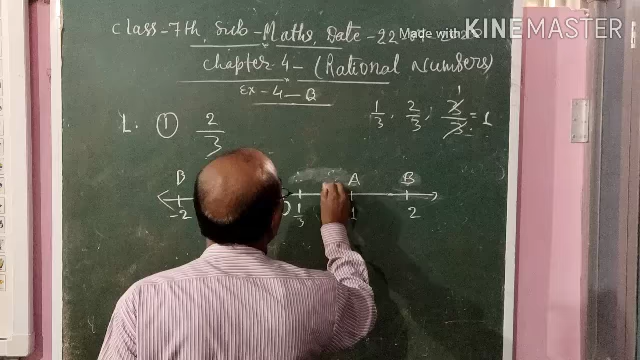 Class-7th, Sub-Maths, Date-22
Made with KINEMASTER
Chapter-4-(Rational Numbers)
Ex-4-B
1. ① 2/3
1/3, 2/3, 3/3 = 1
1
B A B
-2 0 1/3 1 2